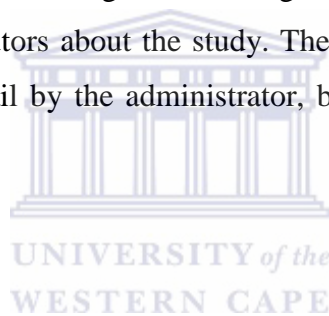 ators about the study. The
il by the administrator, b
UNIVERSITY of the
WESTERN CAPE